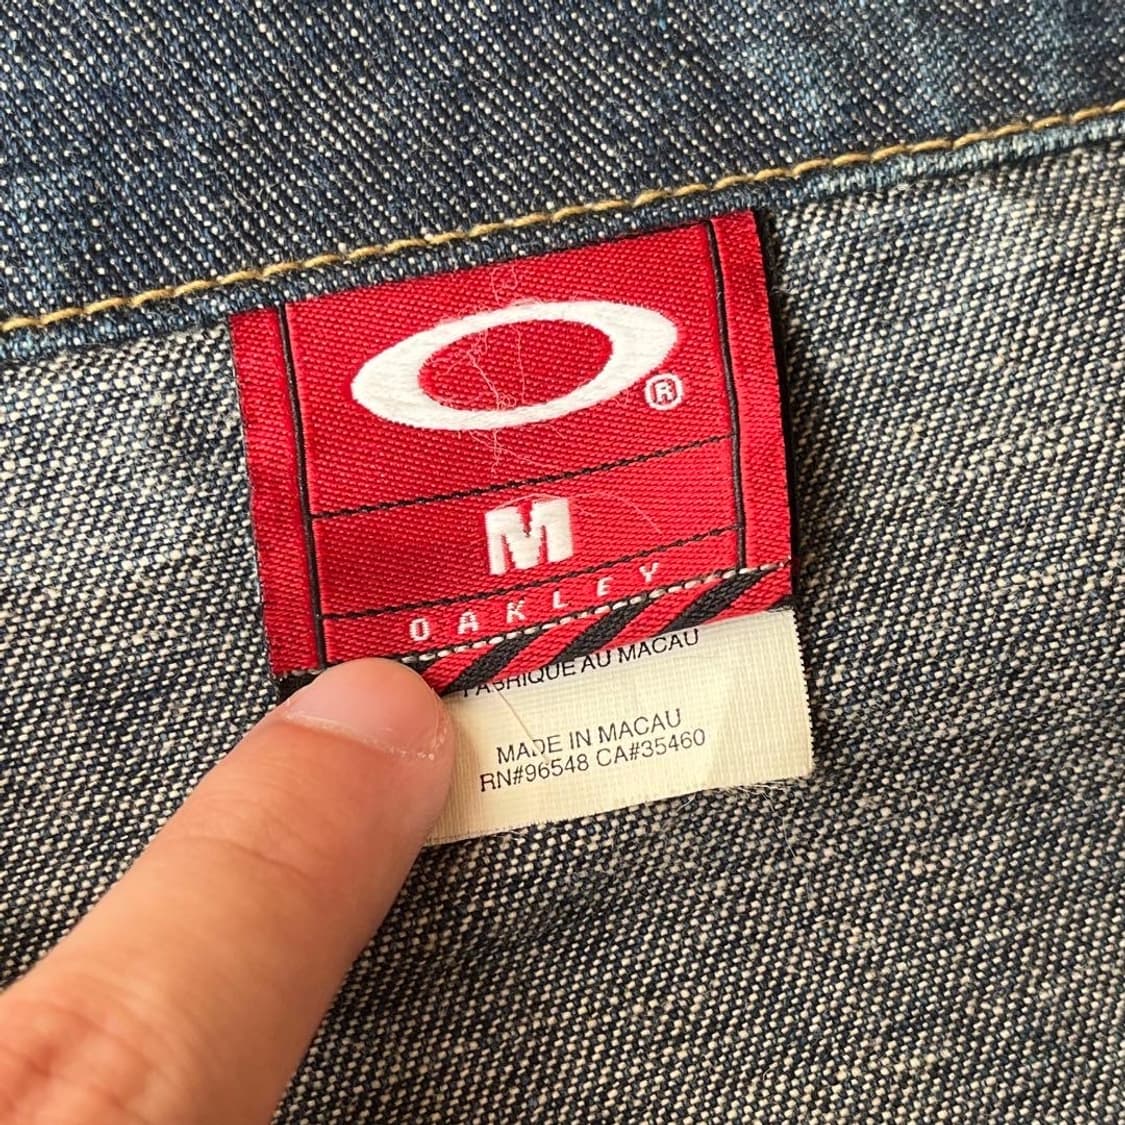 ®
M
OAKLEY
FABRIQUE AU MACAU
MADE IN MACAU
RN#96548 CA#35460